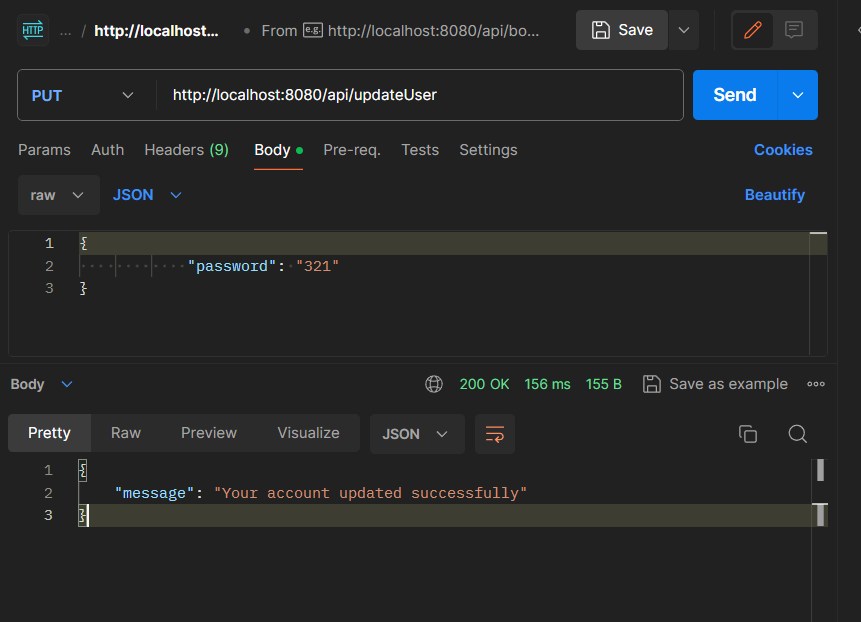 HTTP ... / http://localhost... From e.g. http://localhost:8080/api/bo... Save
PUT http://localhost:8080/api/updateUser Send
Params Auth Headers (9) Body Pre-req. Tests Settings Cookies
raw JSON Beautify
1 {
2 "password": "321"
3 }
Body 200 OK 156 ms 155 B Save as example
Pretty Raw Preview Visualize JSON
1 {
2 "message": "Your account updated successfully"
3 }